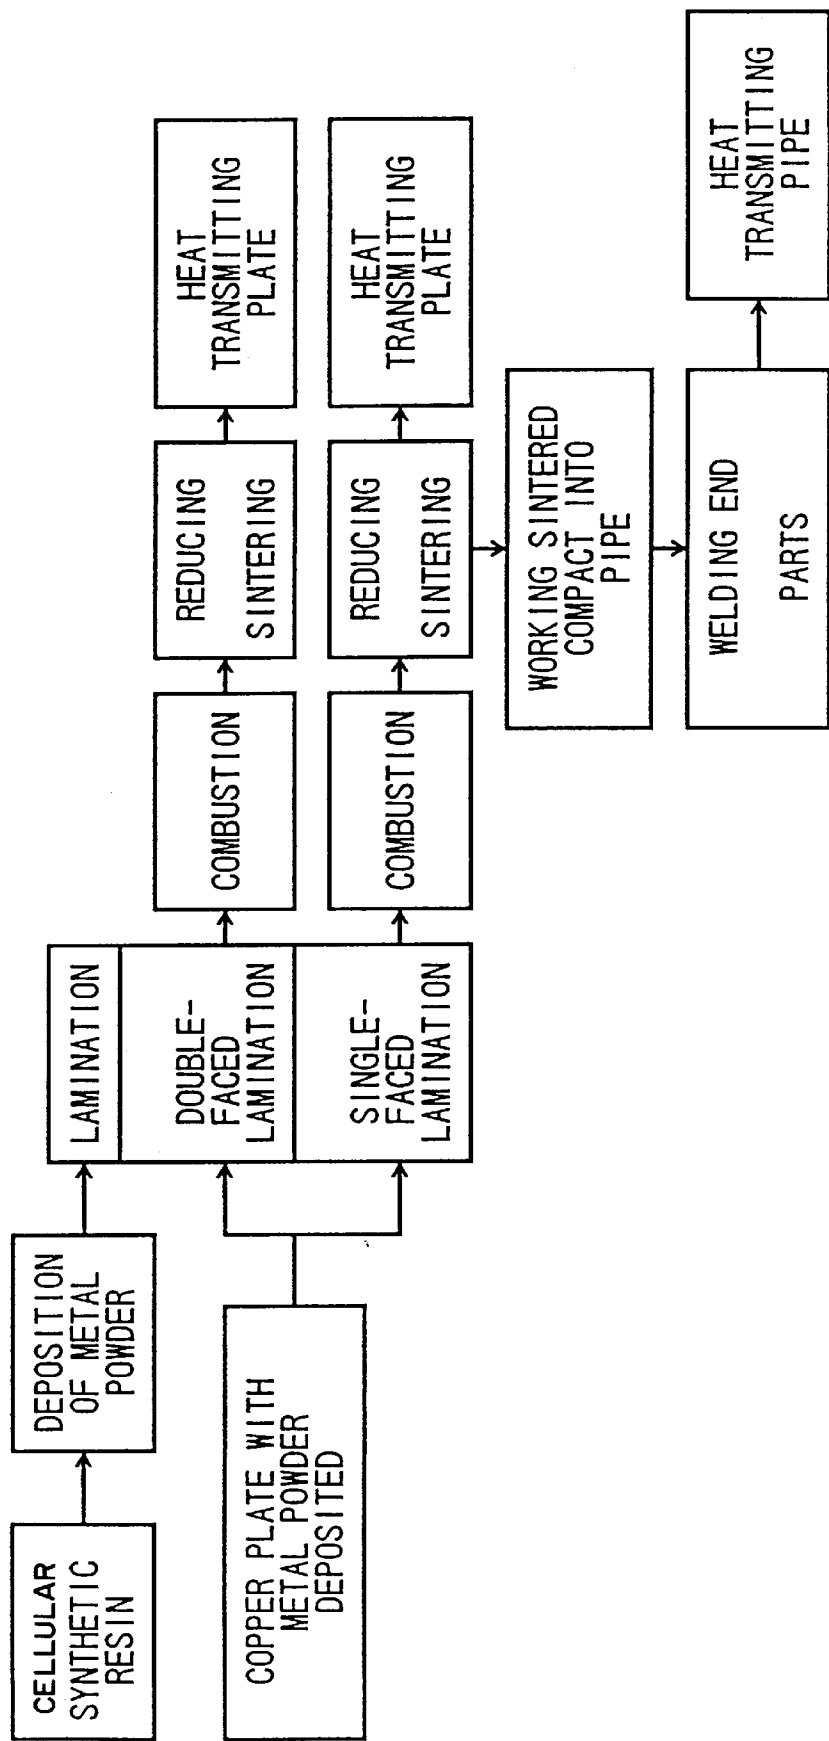 CELLULAR
SYNTHETIC
RESIN
DEPOSITION
OF METAL
POWDER
COPPER PLATE WITH
METAL POWDER
DEPOSITED
LAMINATION
DOUBLE-
FACED
LAMINATION
SINGLE-
FACED
LAMINATION
COMBUSTION
REDUCING
SINTERING
HEAT
TRANSMITTING
PLATE
COMBUSTION
REDUCING
SINTERING
HEAT
TRANSMITTING
PLATE
WORKING SINTERED
COMPACT INTO
PIPE
WELDING END
PARTS
HEAT
TRANSMITTING
PIPE